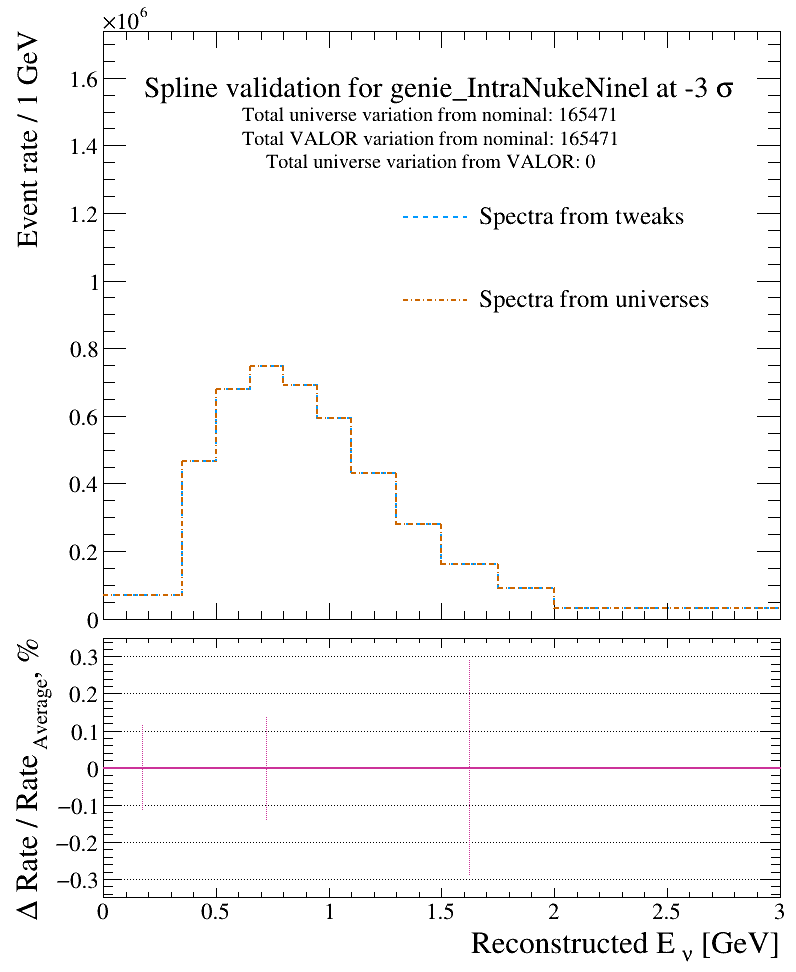 ×10⁶
Event rate / 1 GeV
1.6
1.4
1.2
1
0.8
0.6
0.4
0.2
0
Spline validation for genie_IntraNukeNinel at -3 σ
Total universe variation from nominal: 165471
Total VALOR variation from nominal: 165471
Total universe variation from VALOR: 0
Spectra from tweaks
Spectra from universes
Δ Rate / Rate Average, %
0.3
0.2
0.1
0
−0.1
−0.2
−0.3
0 0.5 1 1.5 2 2.5 3
Reconstructed E ν [GeV]